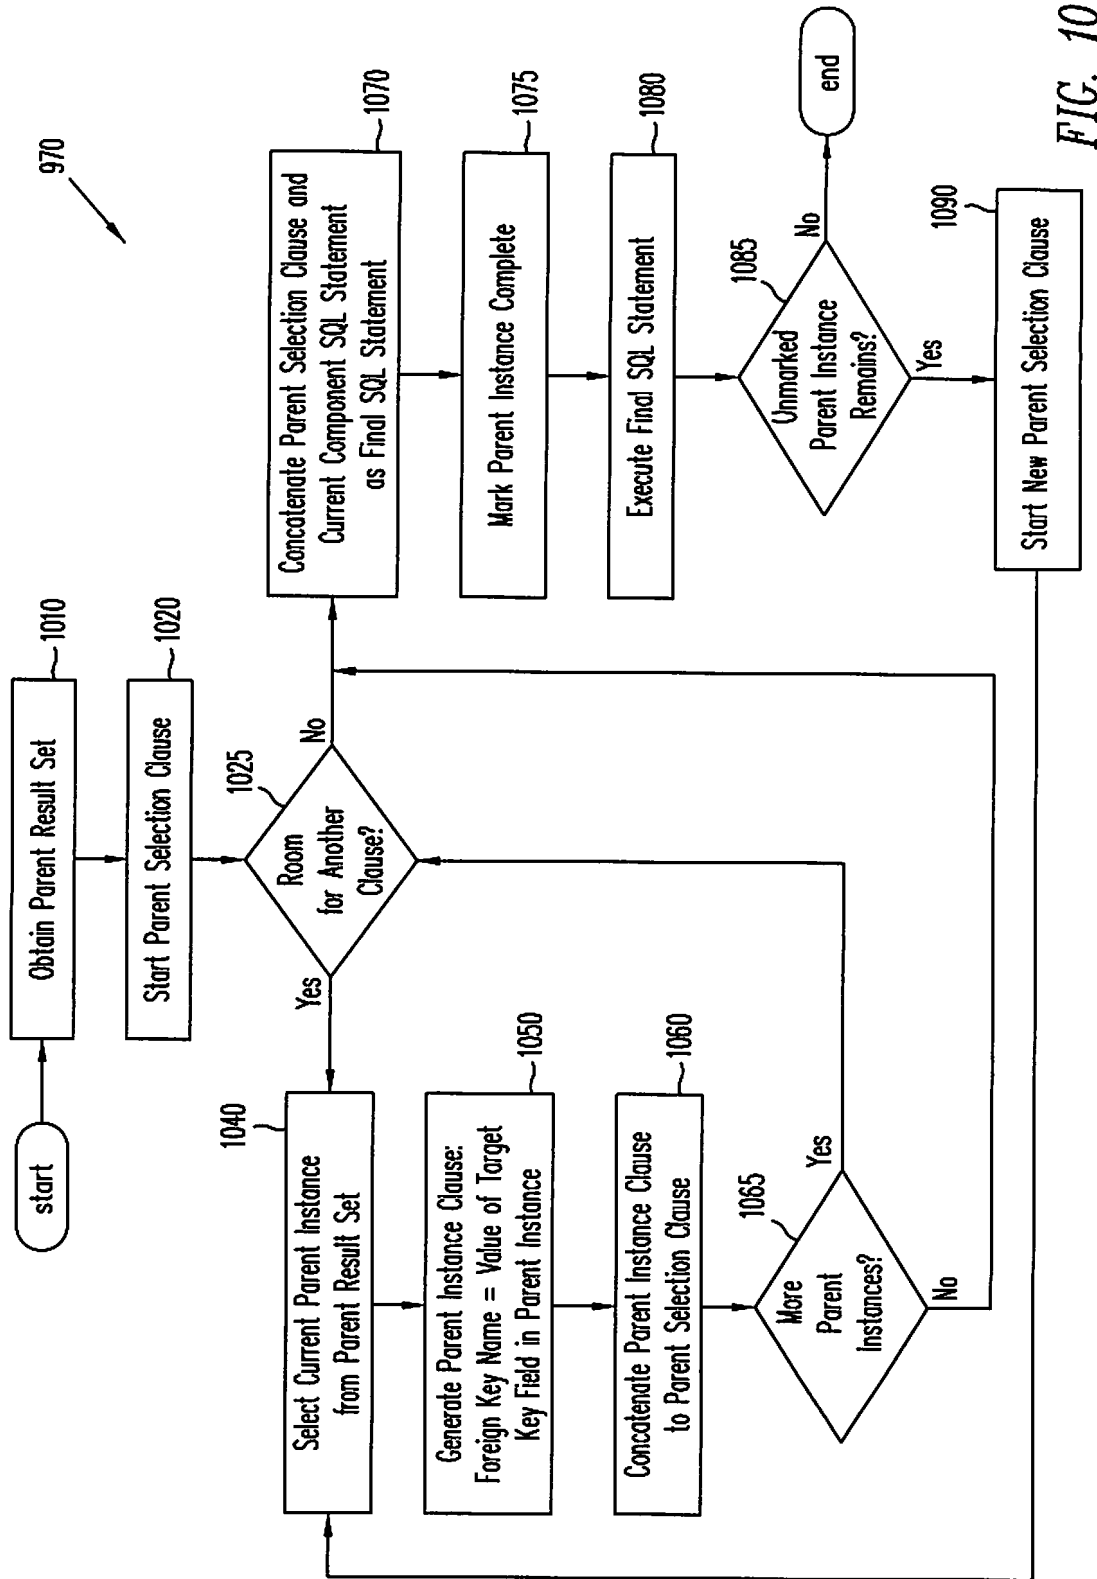 970
start
Obtain Parent Result Set
1010
Start Parent Selection Clause
1020
Room
for Another
Clause?
1025
Yes
No
Select Current Parent Instance
from Parent Result Set
1040
Generate Parent Instance Clause:
Foreign Key Name = Value of Target
Key Field in Parent Instance
1050
Concatenate Parent Instance Clause
to Parent Selection Clause
1060
More
Parent
Instances?
1065
Yes
No
Concatenate Parent Selection Clause and
Current Component SQL Statement
as Final SQL Statement
1070
Mark Parent Instance Complete
1075
Execute Final SQL Statement
1080
Unmarked
Parent Instance
Remains?
1085
No
Yes
end
Start New Parent Selection Clause
1090
FIG. 10